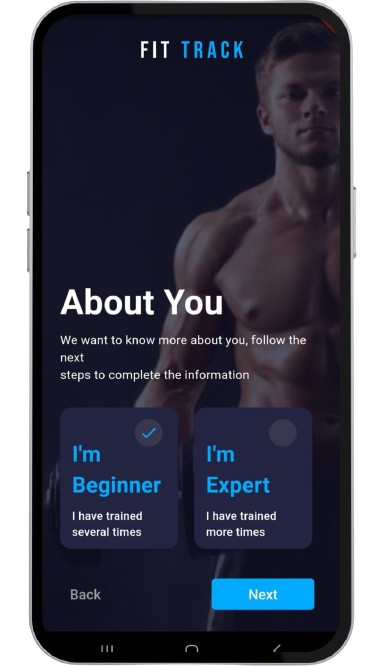 FIT TRACK
About You
We want to know more about you, follow the
next
steps to complete the information
I'm
Beginner
I have trained
several times
I'm
Expert
I have trained
more times
Back
Next